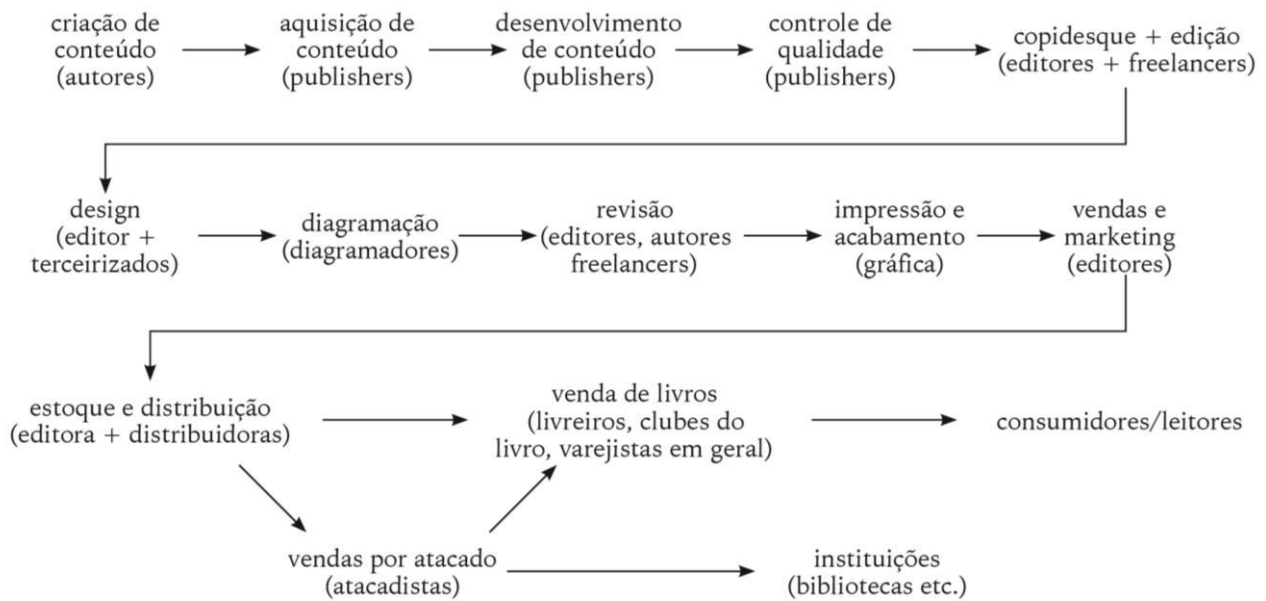 criação de
conteúdo
(autores)
aquisição de
conteúdo
(publishers)
desenvolvimento
de conteúdo
(publishers)
controle de
qualidade
(publishers)
copidesque + edição
(editores + freelancers)
design
(editor +
terceirizados)
diagramação
(diagramadores)
revisão
(editores, autores
freelancers)
impressão e
acabamento
(gráfica)
vendas e
marketing
(editores)
estoque e distribuição
(editora + distribuidoras)
venda de livros
(livreiros, clubes do
livro, varejistas em geral)
consumidores/leitores
vendas por atacado
(atacadistas)
instituições
(bibliotecas etc.)